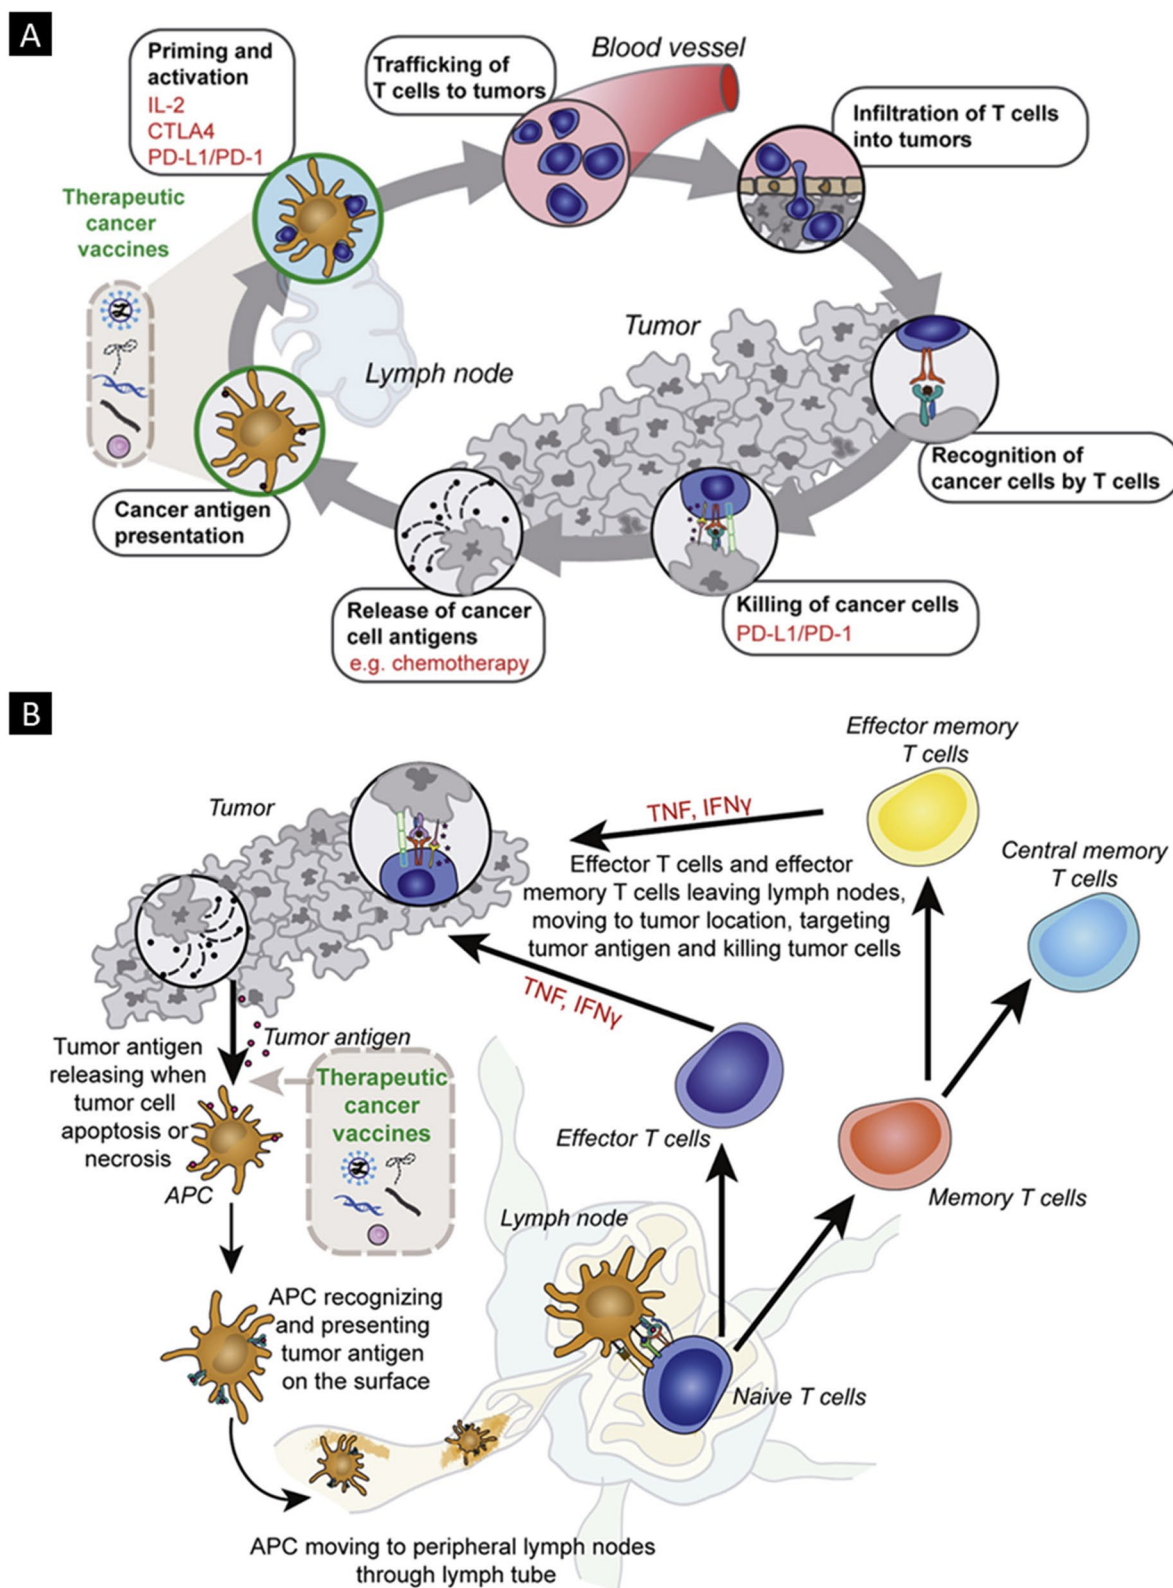 A
Priming and
activation
IL-2
CTLA4
PD-L1/PD-1
Trafficking of
T cells to tumors
Blood vessel
Infiltration of T cells
into tumors
Therapeutic
cancer
vaccines
Lymph node
Tumor
Recognition of
cancer cells by T cells
Cancer antigen
presentation
Release of cancer
cell antigens
e.g. chemotherapy
Killing of cancer cells
PD-L1/PD-1
B
Effector memory
T cells
Tumor
TNF, IFNγ
Central memory
T cells
Effector T cells and effector
memory T cells leaving lymph nodes,
moving to tumor location, targeting
tumor antigen and killing tumor cells
TNF, IFNγ
Tumor antigen
Tumor antigen
releasing when
tumor cell
apoptosis or
necrosis
Therapeutic
cancer
vaccines
APC
Effector T cells
Memory T cells
Lymph node
APC recognizing
and presenting
tumor antigen
on the surface
Naive T cells
APC moving to peripheral lymph nodes
through lymph tube